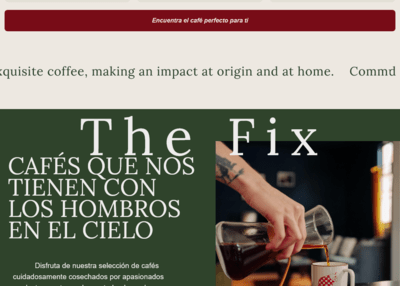 Encuentra el café perfecto para ti
exquisite coffee, making an impact at origin and at home.    Commd
The Fix
CAFÉS QUE NOS
TIENEN CON
LOS HOMBROS
EN EL CIELO
Disfruta de nuestra selección de cafés
cuidadosamente cosechados por apasionados